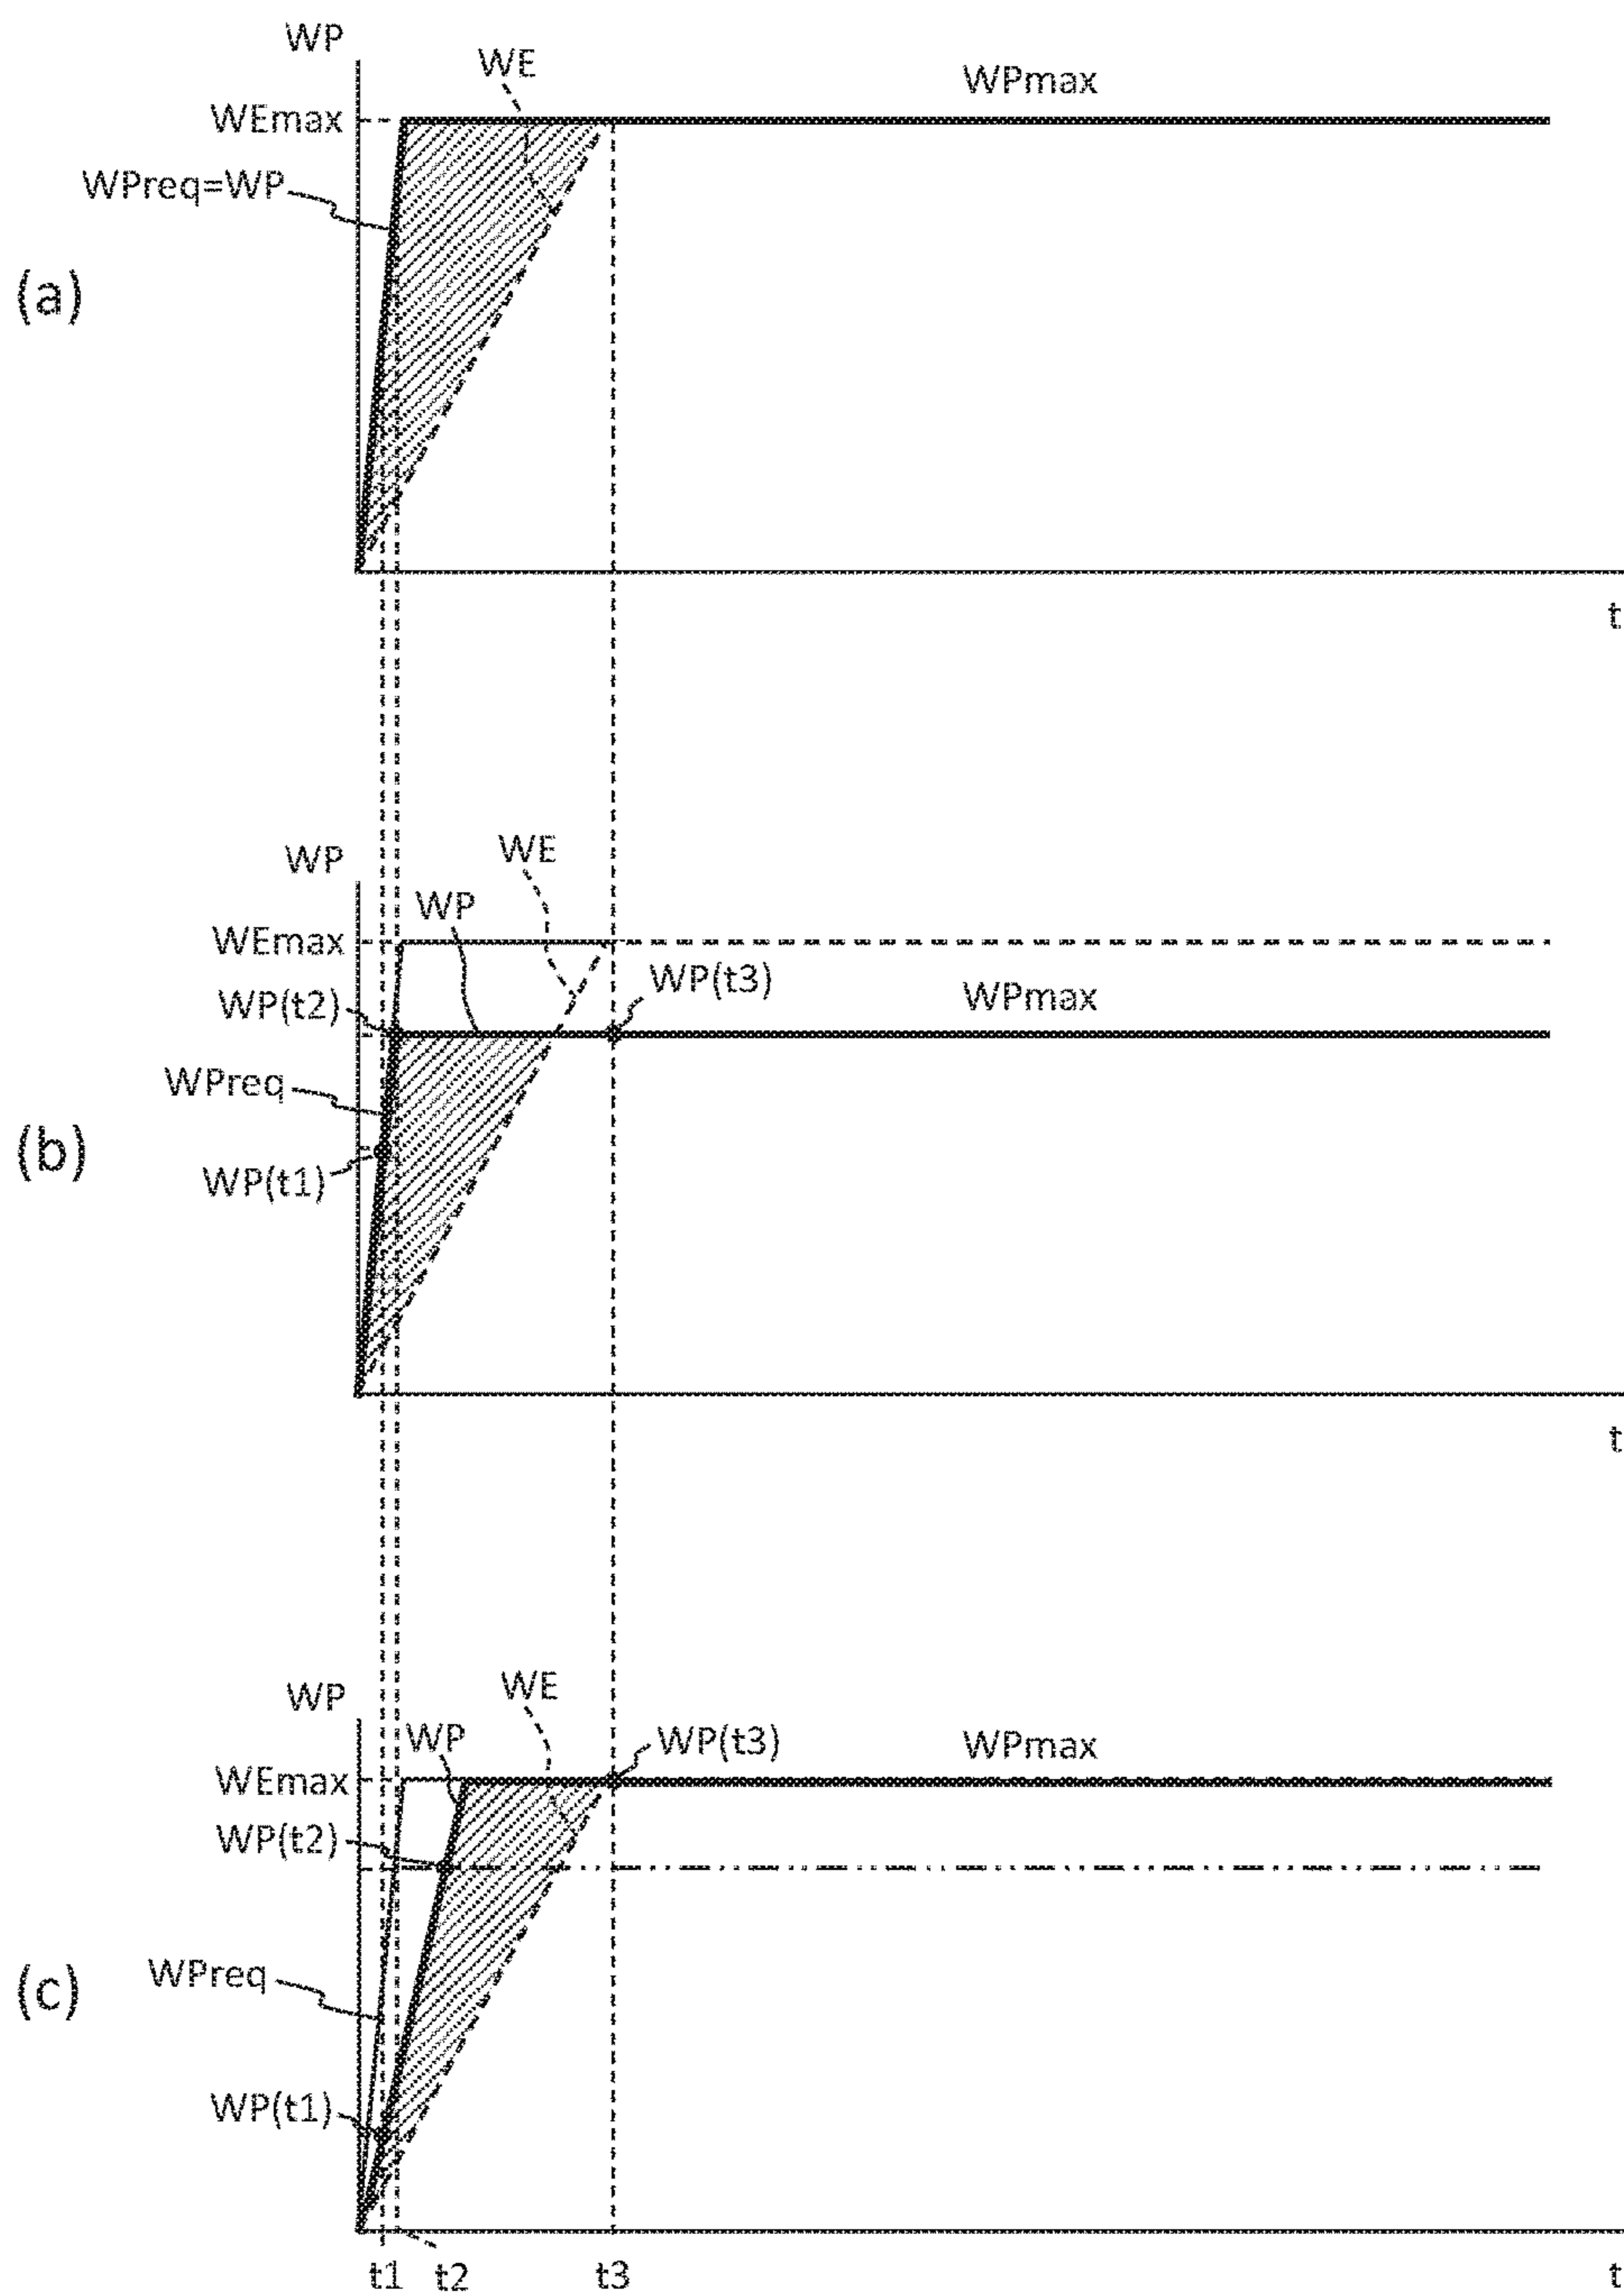 WP
WE
WPmax
WEmax
WPreq=WP
(a)
t
WP
WE
WP
WEmax
WP(t3)
WP(t2)
WPmax
WPreq
(b)
WP(t1)
t
WP
WE
WP
WP(t3)
WPmax
WEmax
WP(t2)
WPreq
(c)
WP(t1)
t1
t2
t3
t